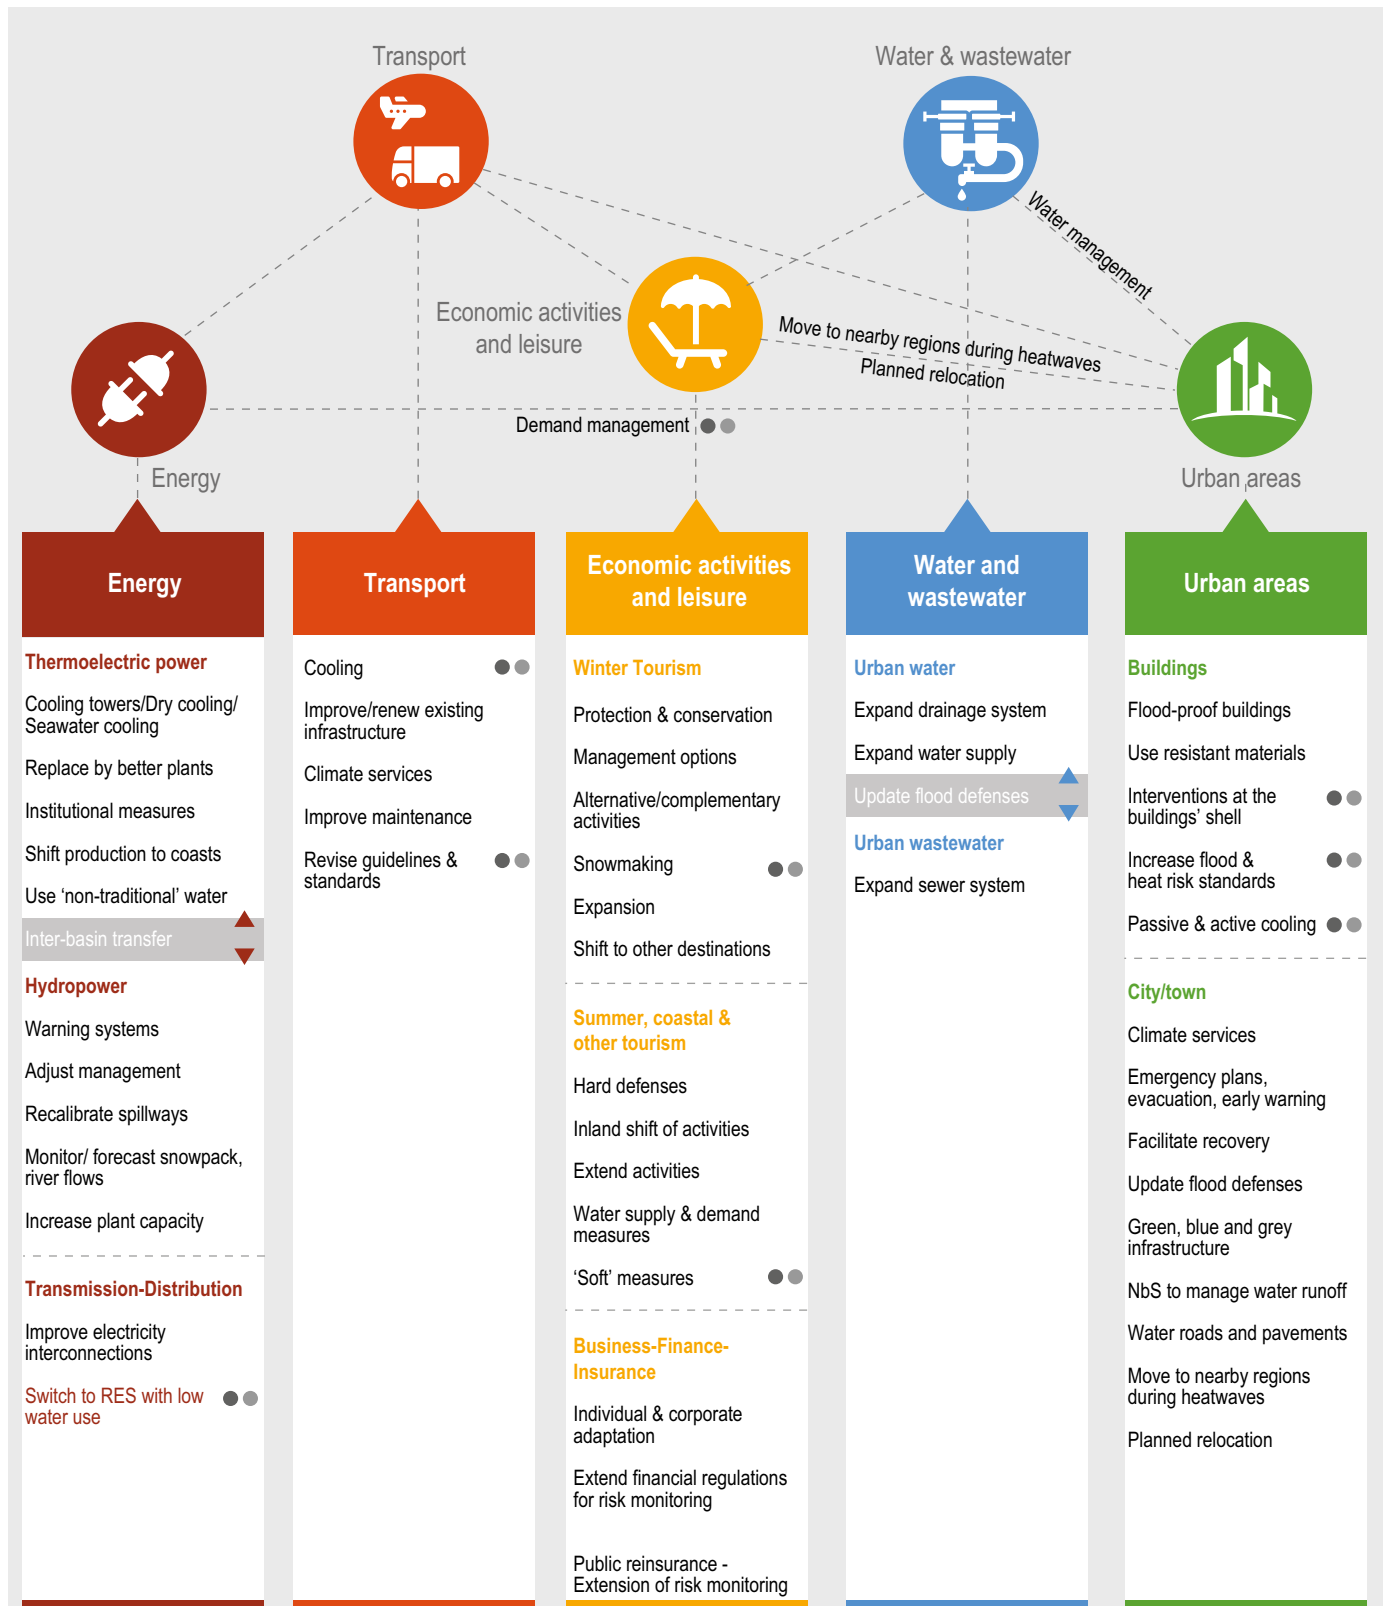 Transport
Water & wastewater
Water management
Economic activities
and leisure
Move to nearby regions during heatwaves
Planned relocation
Demand management
Energy
Urban areas
Energy
Thermoelectric power
Cooling towers/Dry cooling/
Seawater cooling
Replace by better plants
Institutional measures
Shift production to coasts
Use ‘non-traditional’ water
Inter-basin transfer
Hydropower
Warning systems
Adjust management
Recalibrate spillways
Monitor/ forecast snowpack,
river flows
Increase plant capacity
Transmission-Distribution
Improve electricity
interconnections
Switch to RES with low
water use
Transport
Cooling
Improve/renew existing
infrastructure
Climate services
Improve maintenance
Revise guidelines &
standards
Economic activities
and leisure
Winter Tourism
Protection & conservation
Management options
Alternative/complementary
activities
Snowmaking
Expansion
Shift to other destinations
Summer, coastal &
other tourism
Hard defenses
Inland shift of activities
Extend activities
Water supply & demand
measures
‘Soft’ measures
Business-Finance-
Insurance
Individual & corporate
adaptation
Extend financial regulations
for risk monitoring
Public reinsurance -
Extension of risk monitoring
Water and
wastewater
Urban water
Expand drainage system
Expand water supply
Update flood defenses
Urban wastewater
Expand sewer system
Urban areas
Buildings
Flood-proof buildings
Use resistant materials
Interventions at the
buildings’ shell
Increase flood &
heat risk standards
Passive & active cooling
City/town
Climate services
Emergency plans,
evacuation, early warning
Facilitate recovery
Update flood defenses
Green, blue and grey
infrastructure
NbS to manage water runoff
Water roads and pavements
Move to nearby regions
during heatwaves
Planned relocation